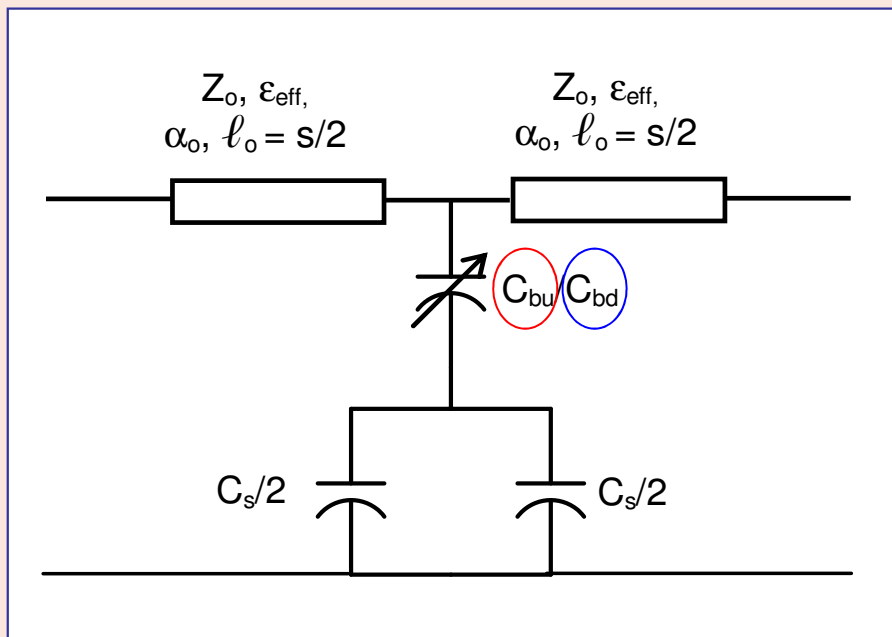 Zₒ, εeff,
αₒ, ℓₒ = s/2
Zₒ, εeff,
αₒ, ℓₒ = s/2
Cbu/Cbd
Cs/2
Cs/2